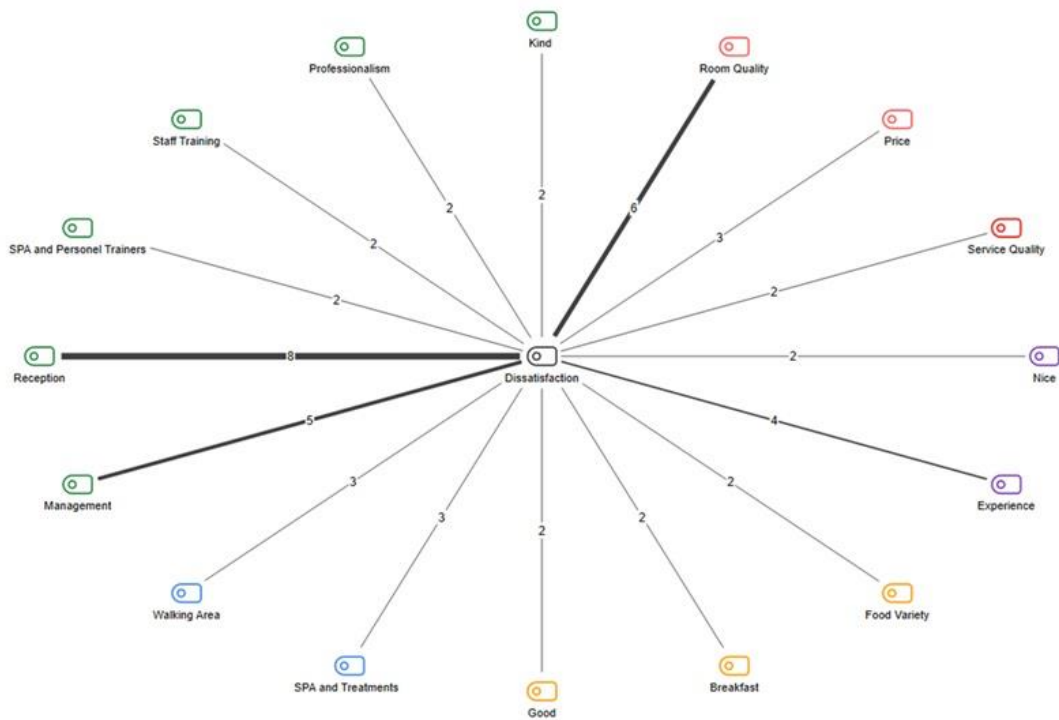 Kind
Professionalism
Room Quality
Staff Training
Price
SPA and Personel Trainers
Service Quality
2
6
2
2
3
2
2
Reception
8
Dissatisfaction
2
Nice
5
4
Management
Experience
3
2
3
2
2
Walking Area
Food Variety
SPA and Treatments
Breakfast
Good